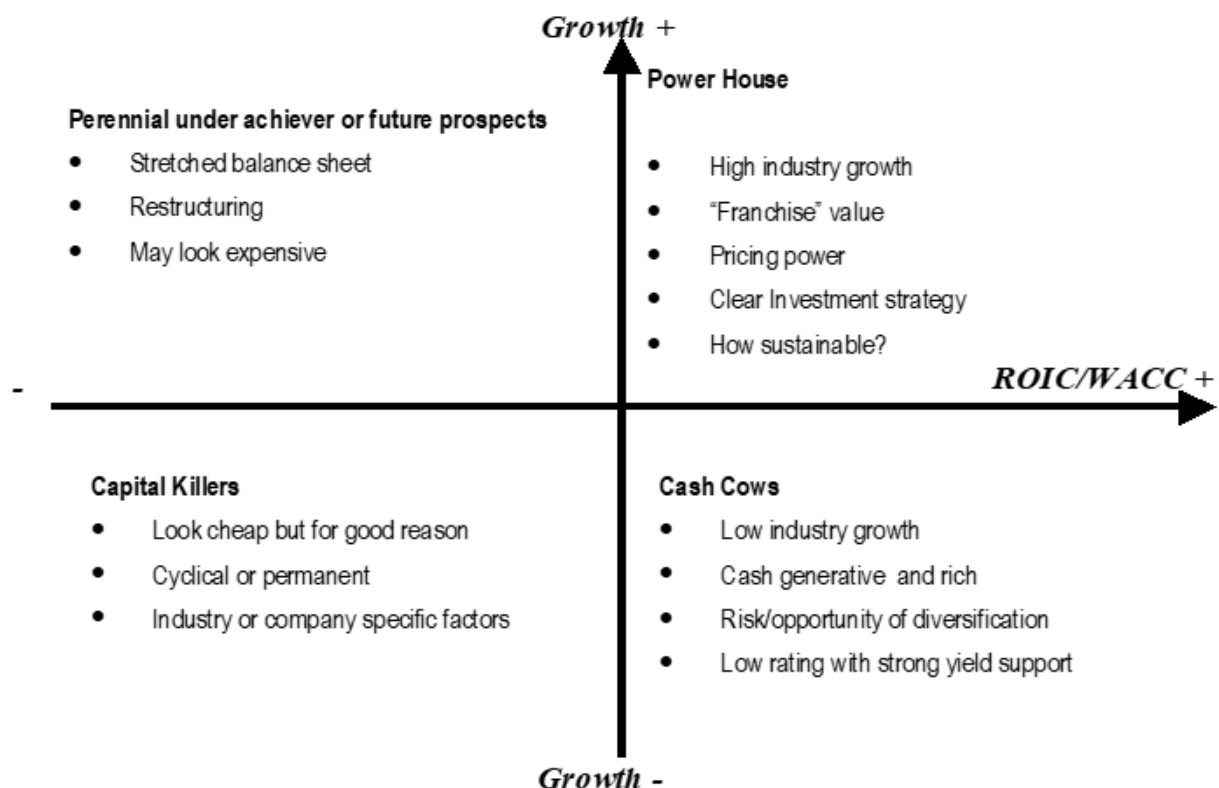 Growth +
Perennial under achiever or future prospects
• Stretched balance sheet
• Restructuring
• May look expensive
Power House
• High industry growth
• “Franchise” value
• Pricing power
• Clear Investment strategy
• How sustainable?
-
ROIC/WACC +
Capital Killers
• Look cheap but for good reason
• Cyclical or permanent
• Industry or company specific factors
Cash Cows
• Low industry growth
• Cash generative and rich
• Risk/opportunity of diversification
• Low rating with strong yield support
Growth -